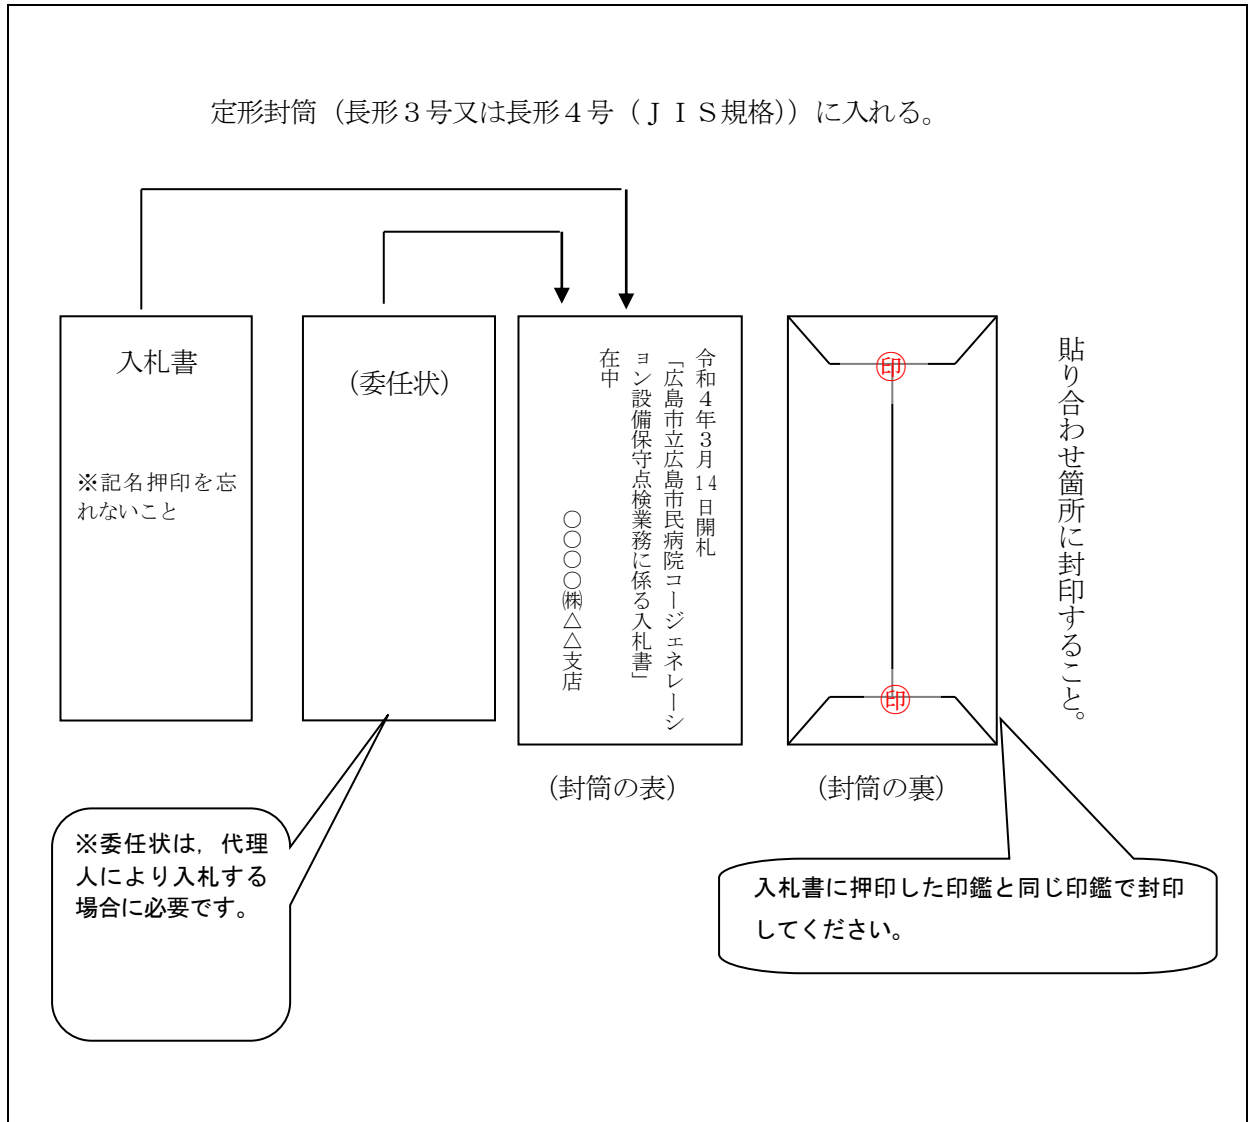 定形封筒（長形３号又は長形４号（ＪＩＳ規格））に入れる。
入札書
※記名押印を忘
れないこと
（委任状）
令和４年３月14日開札
「広島市立広島市民病院コージェネレーシ
ョン設備保守点検業務に係る入札書」
在中
〇〇〇〇㈱△△支店
印
印
貼り合わせ箇所に封印すること。
（封筒の表）
（封筒の裏）
※委任状は，代理
人により入札する
場合に必要です。
入札書に押印した印鑑と同じ印鑑で封印
してください。